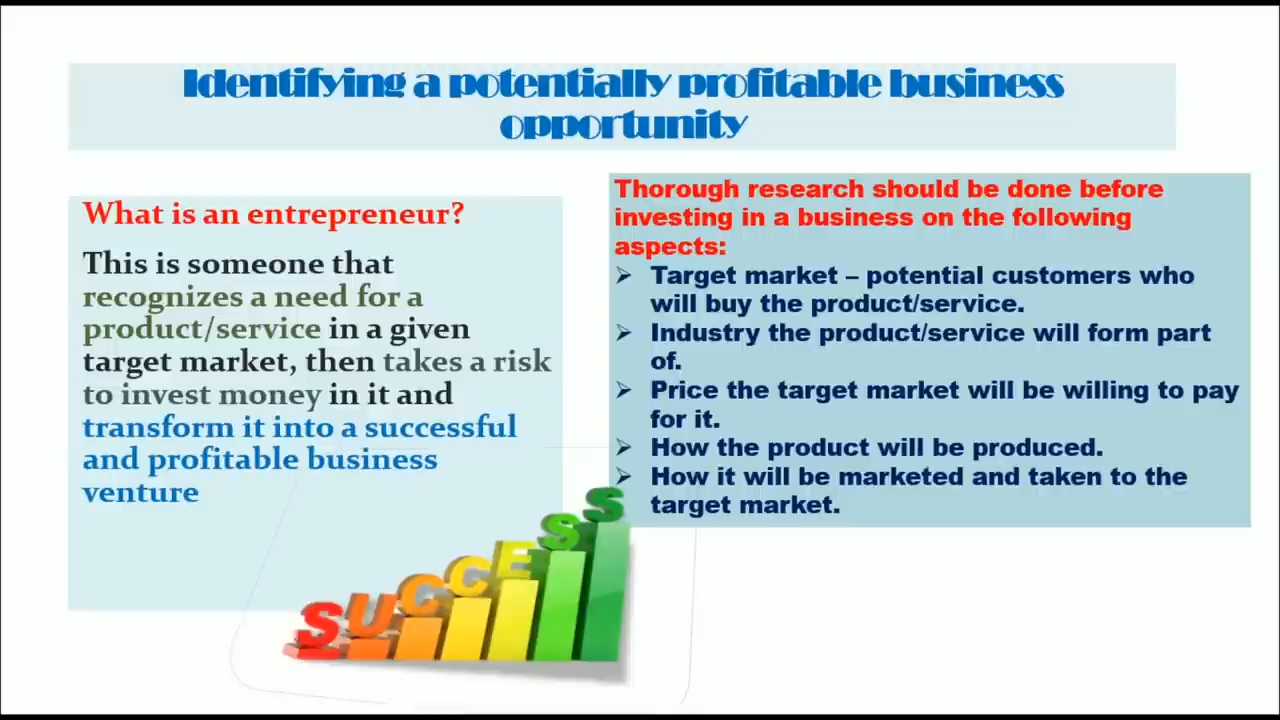 Identifying a potentially profitable business
opportunity
What is an entrepreneur?
This is someone that
recognizes a need for a
product/service in a given
target market, then takes a risk
to invest money in it and
transform it into a successful
and profitable business
venture
Thorough research should be done before
investing in a business on the following
aspects:
➢ Target market – potential customers who
will buy the product/service.
➢ Industry the product/service will form part
of.
➢ Price the target market will be willing to pay
for it.
➢ How the product will be produced.
➢ How it will be marketed and taken to the
target market.
SUCCESS